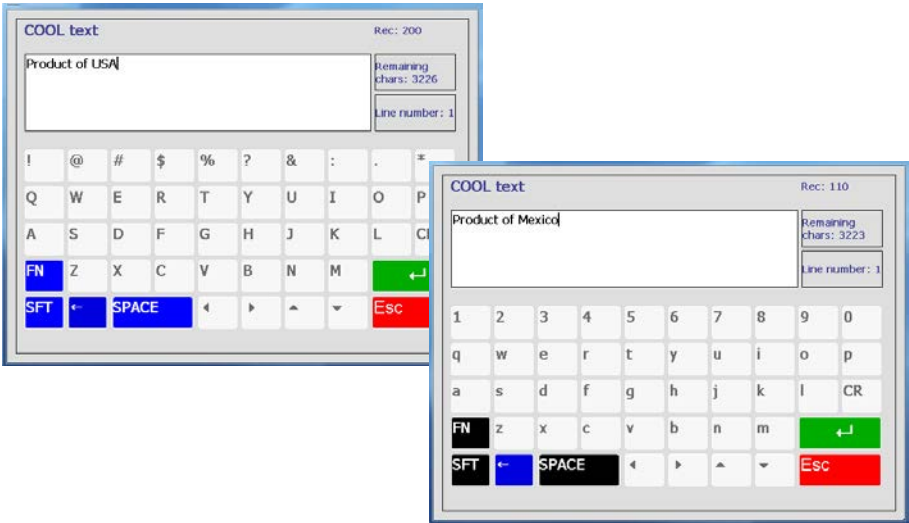 COOL text Rec: 200
Product of USA
Remaining
chars: 3226
Line number: 1
! @ # $ % ? & : . *
Q W E R T Y U I O P
A S D F G H J K L
FN Z X C V B N M
SFT ← SPACE Esc
COOL text Rec: 110
Product of Mexico
Remaining
chars: 3223
Line number: 1
1 2 3 4 5 6 7 8 9 0
q w e r t y u i o p
a s d f g h j k l CR
FN z x c v b n m
SFT ← SPACE Esc